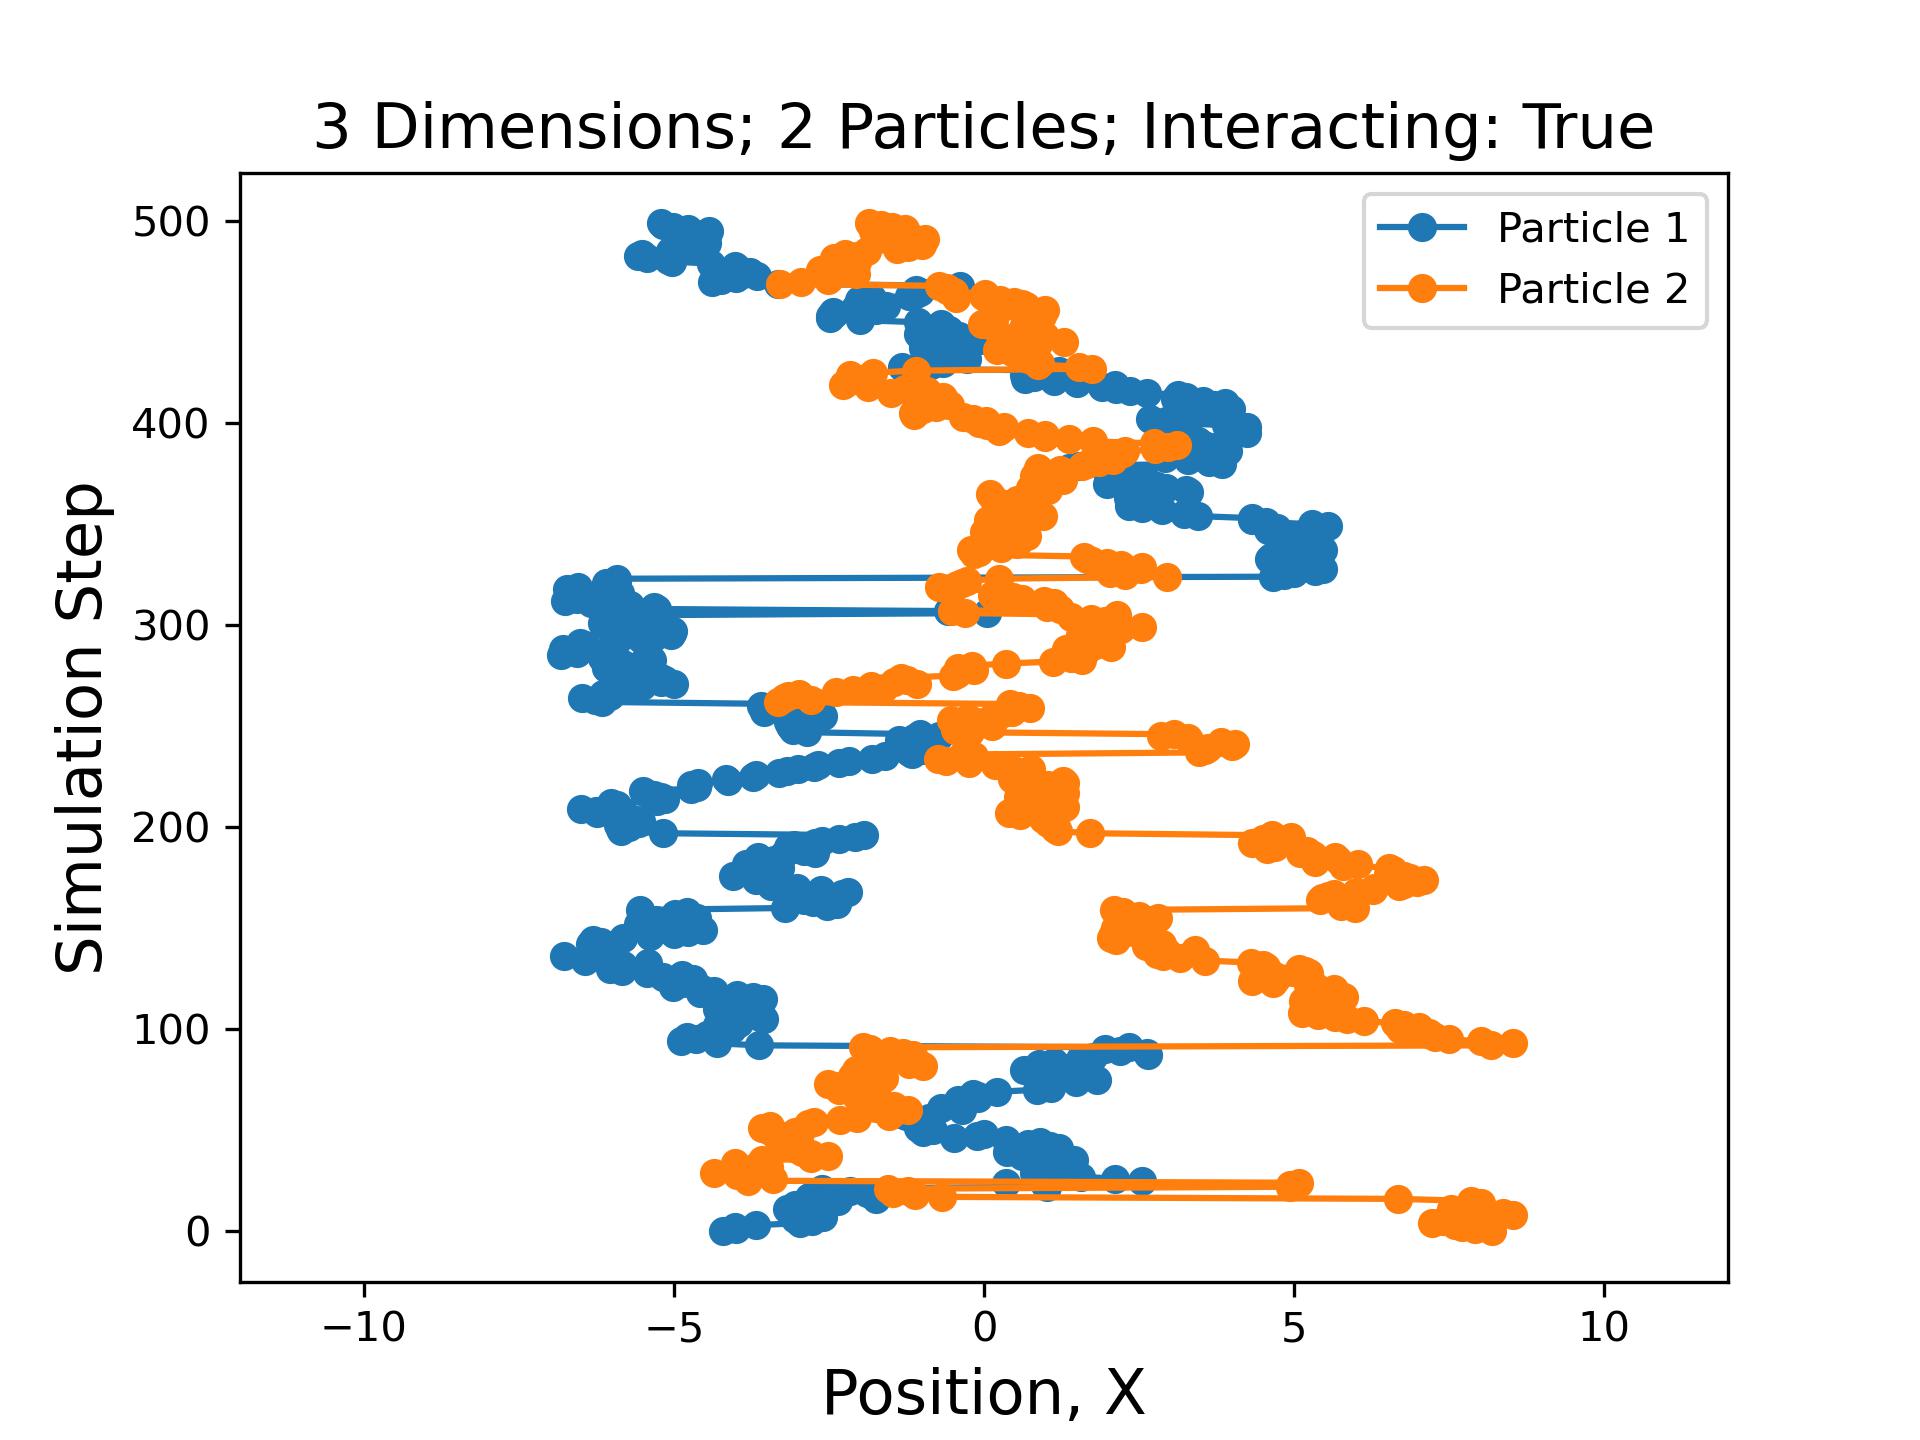 3 Dimensions; 2 Particles; Interacting: True
Particle 1
Particle 2
500
400
300
200
100
0
Simulation Step
−10
−5
0
5
10
Position, X